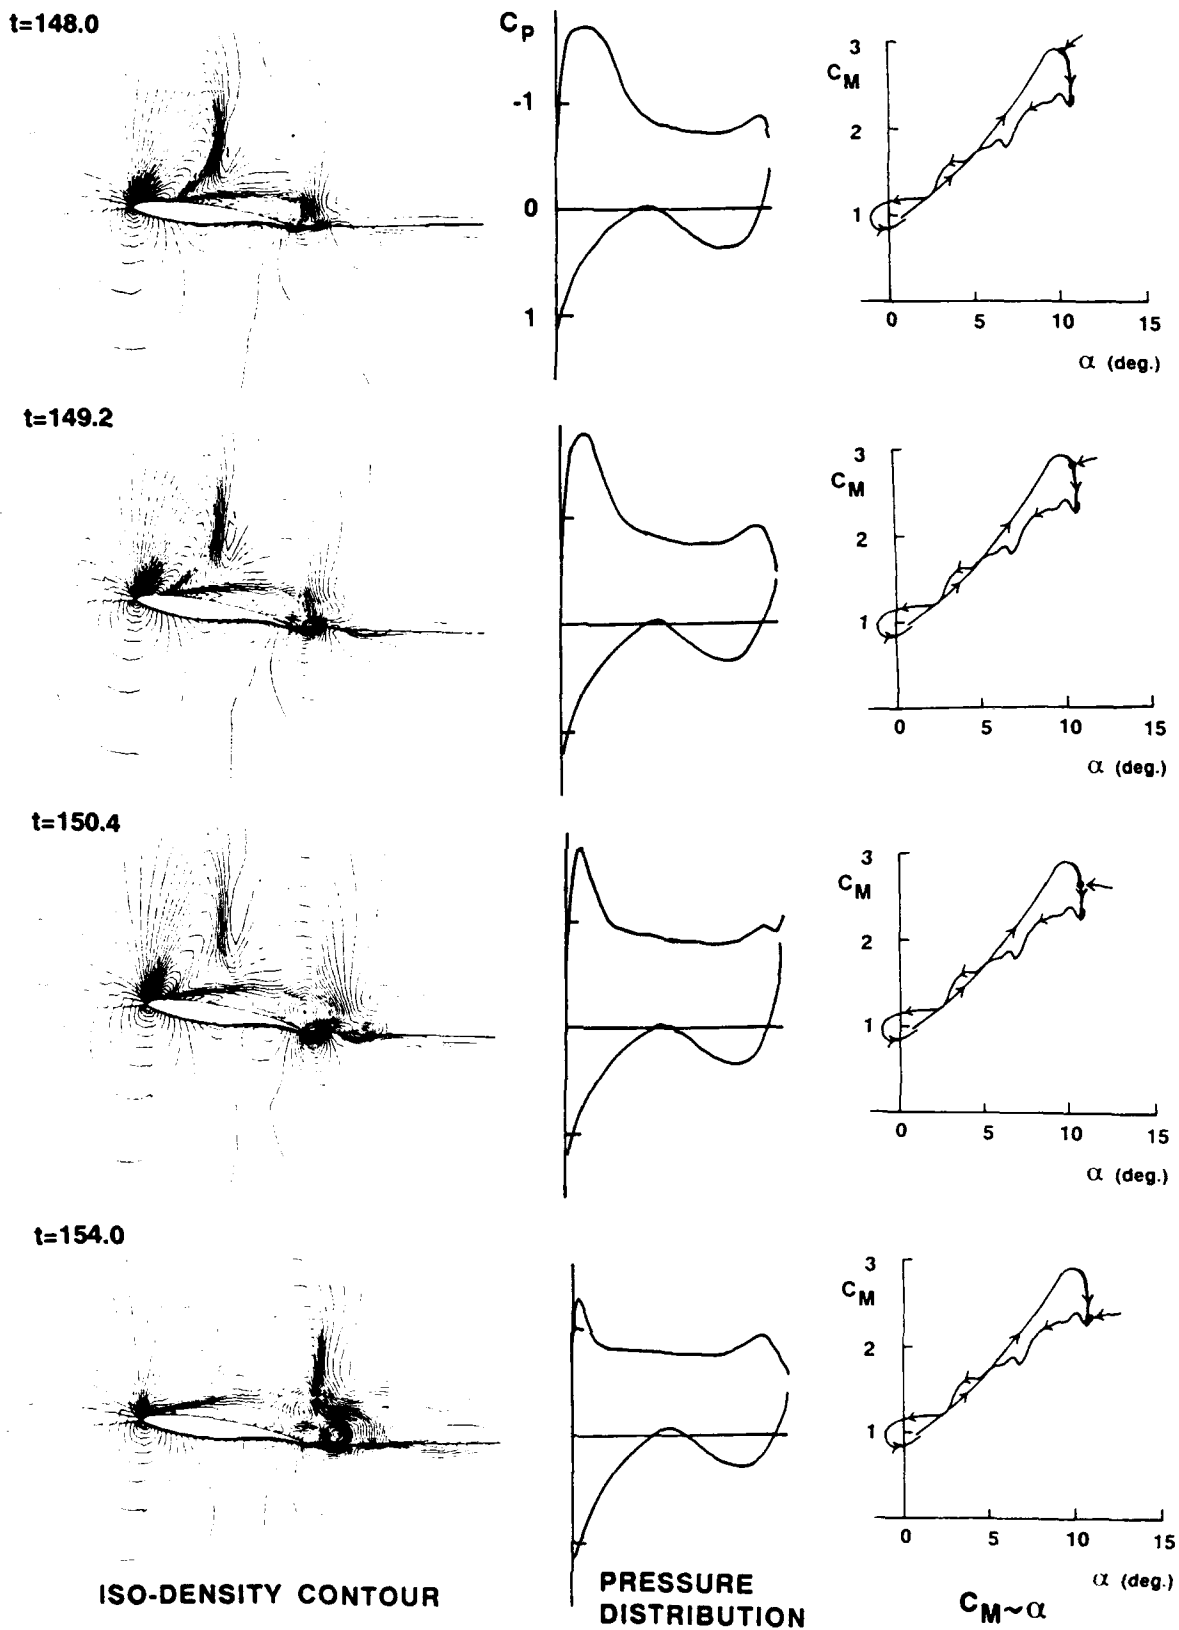 t=148.0
C_P
-1
0
1
3
C_M
2
1
0 5 10 15
α (deg.)
t=149.2
3
C_M
2
1
0 5 10 15
α (deg.)
t=150.4
3
C_M
2
1
0 5 10 15
α (deg.)
t=154.0
3
C_M
2
1
0 5 10 15
α (deg.)
ISO-DENSITY CONTOUR
PRESSURE
DISTRIBUTION
C_M~α